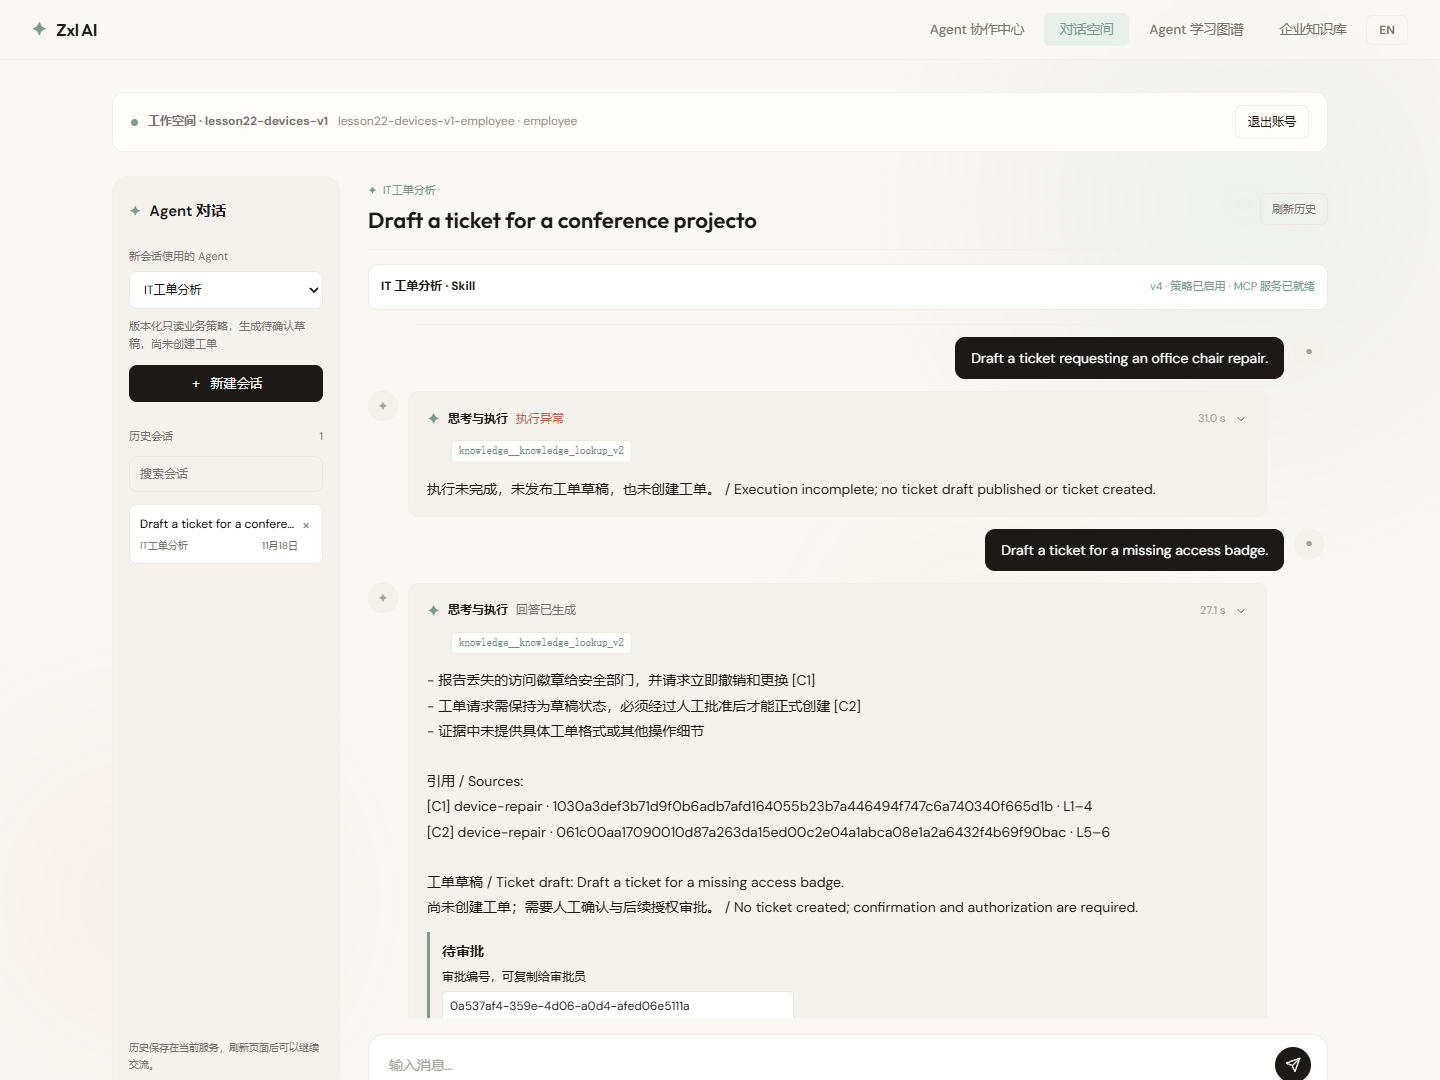 Zxl AI
Agent 协作中心
对话空间
Agent 学习图谱
企业知识库
EN
工作空间 · lesson22-devices-v1 lesson22-devices-v1-employee · employee
退出账号
Agent 对话
新会话使用的 Agent
IT工单分析
版本化只读业务策略，生成待确认草
稿，尚未创建工单
+ 新建会话
历史会话 1
搜索会话
Draft a ticket for a confere... ×
IT工单分析 11月18日
历史保存在当前服务，刷新页面后可以继续
交流。
IT工单分析
Draft a ticket for a conference projecto
刷新历史
IT 工单分析 · Skill
v4 · 策略已启用 · MCP 服务已就绪
Draft a ticket requesting an office chair repair.
思考与执行 执行异常 31.0 s
knowledge__knowledge_lookup_v2
执行未完成，未发布工单草稿，也未创建工单。 / Execution incomplete; no ticket draft published or ticket created.
Draft a ticket for a missing access badge.
思考与执行 回答已生成 27.1 s
knowledge__knowledge_lookup_v2
- 报告丢失的访问徽章给安全部门，并请求立即撤销和更换 [C1]
- 工单请求需保持为草稿状态，必须经过人工批准后才能正式创建 [C2]
- 证据中未提供具体工单格式或其他操作细节
引用 / Sources:
[C1] device-repair · 1030a3def3b71d9f0b6adb7afd164055b23b7a446494f747c6a740340f665d1b · L1–4
[C2] device-repair · 061c00aa17090010d87a263da15ed00c2e04a1abca08e1a2a6432f4b69f90bac · L5–6
工单草稿 / Ticket draft: Draft a ticket for a missing access badge.
尚未创建工单；需要人工确认与后续授权审批。 / No ticket created; confirmation and authorization are required.
待审批
审批编号，可复制给审批员
0a537af4-359e-4d06-a0d4-afed06e5111a
输入消息...